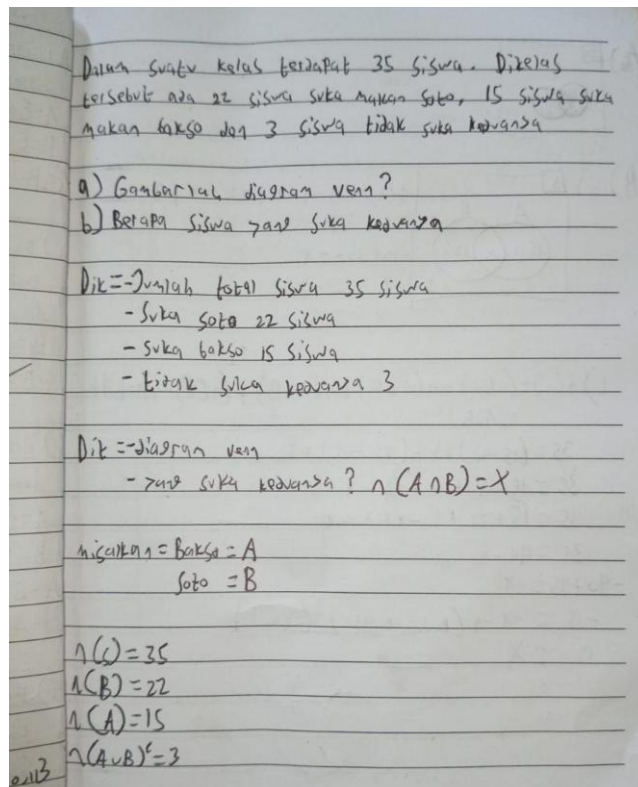 Dalam suatu kelas terdapat 35 siswa. Dikelas
tersebut ada 22 siswa suka makan soto, 15 siswa suka
makan bakso dan 3 siswa tidak suka keduanya
a) Gambarlah diagram venn?
b) Berapa siswa yang suka keduanya
Dik=-Jumlah total siswa 35 siswa
- Suka soto 22 siswa
- suka bakso 15 siswa
- tidak suka keduanya 3
Dit =-diagram venn
- yang suka keduanya? n (A∩B)=X
misalkan = Bakso = A
Soto = B
n(S)=35
n(B)=22
n(A)=15
n(A∪B)ᶜ=3